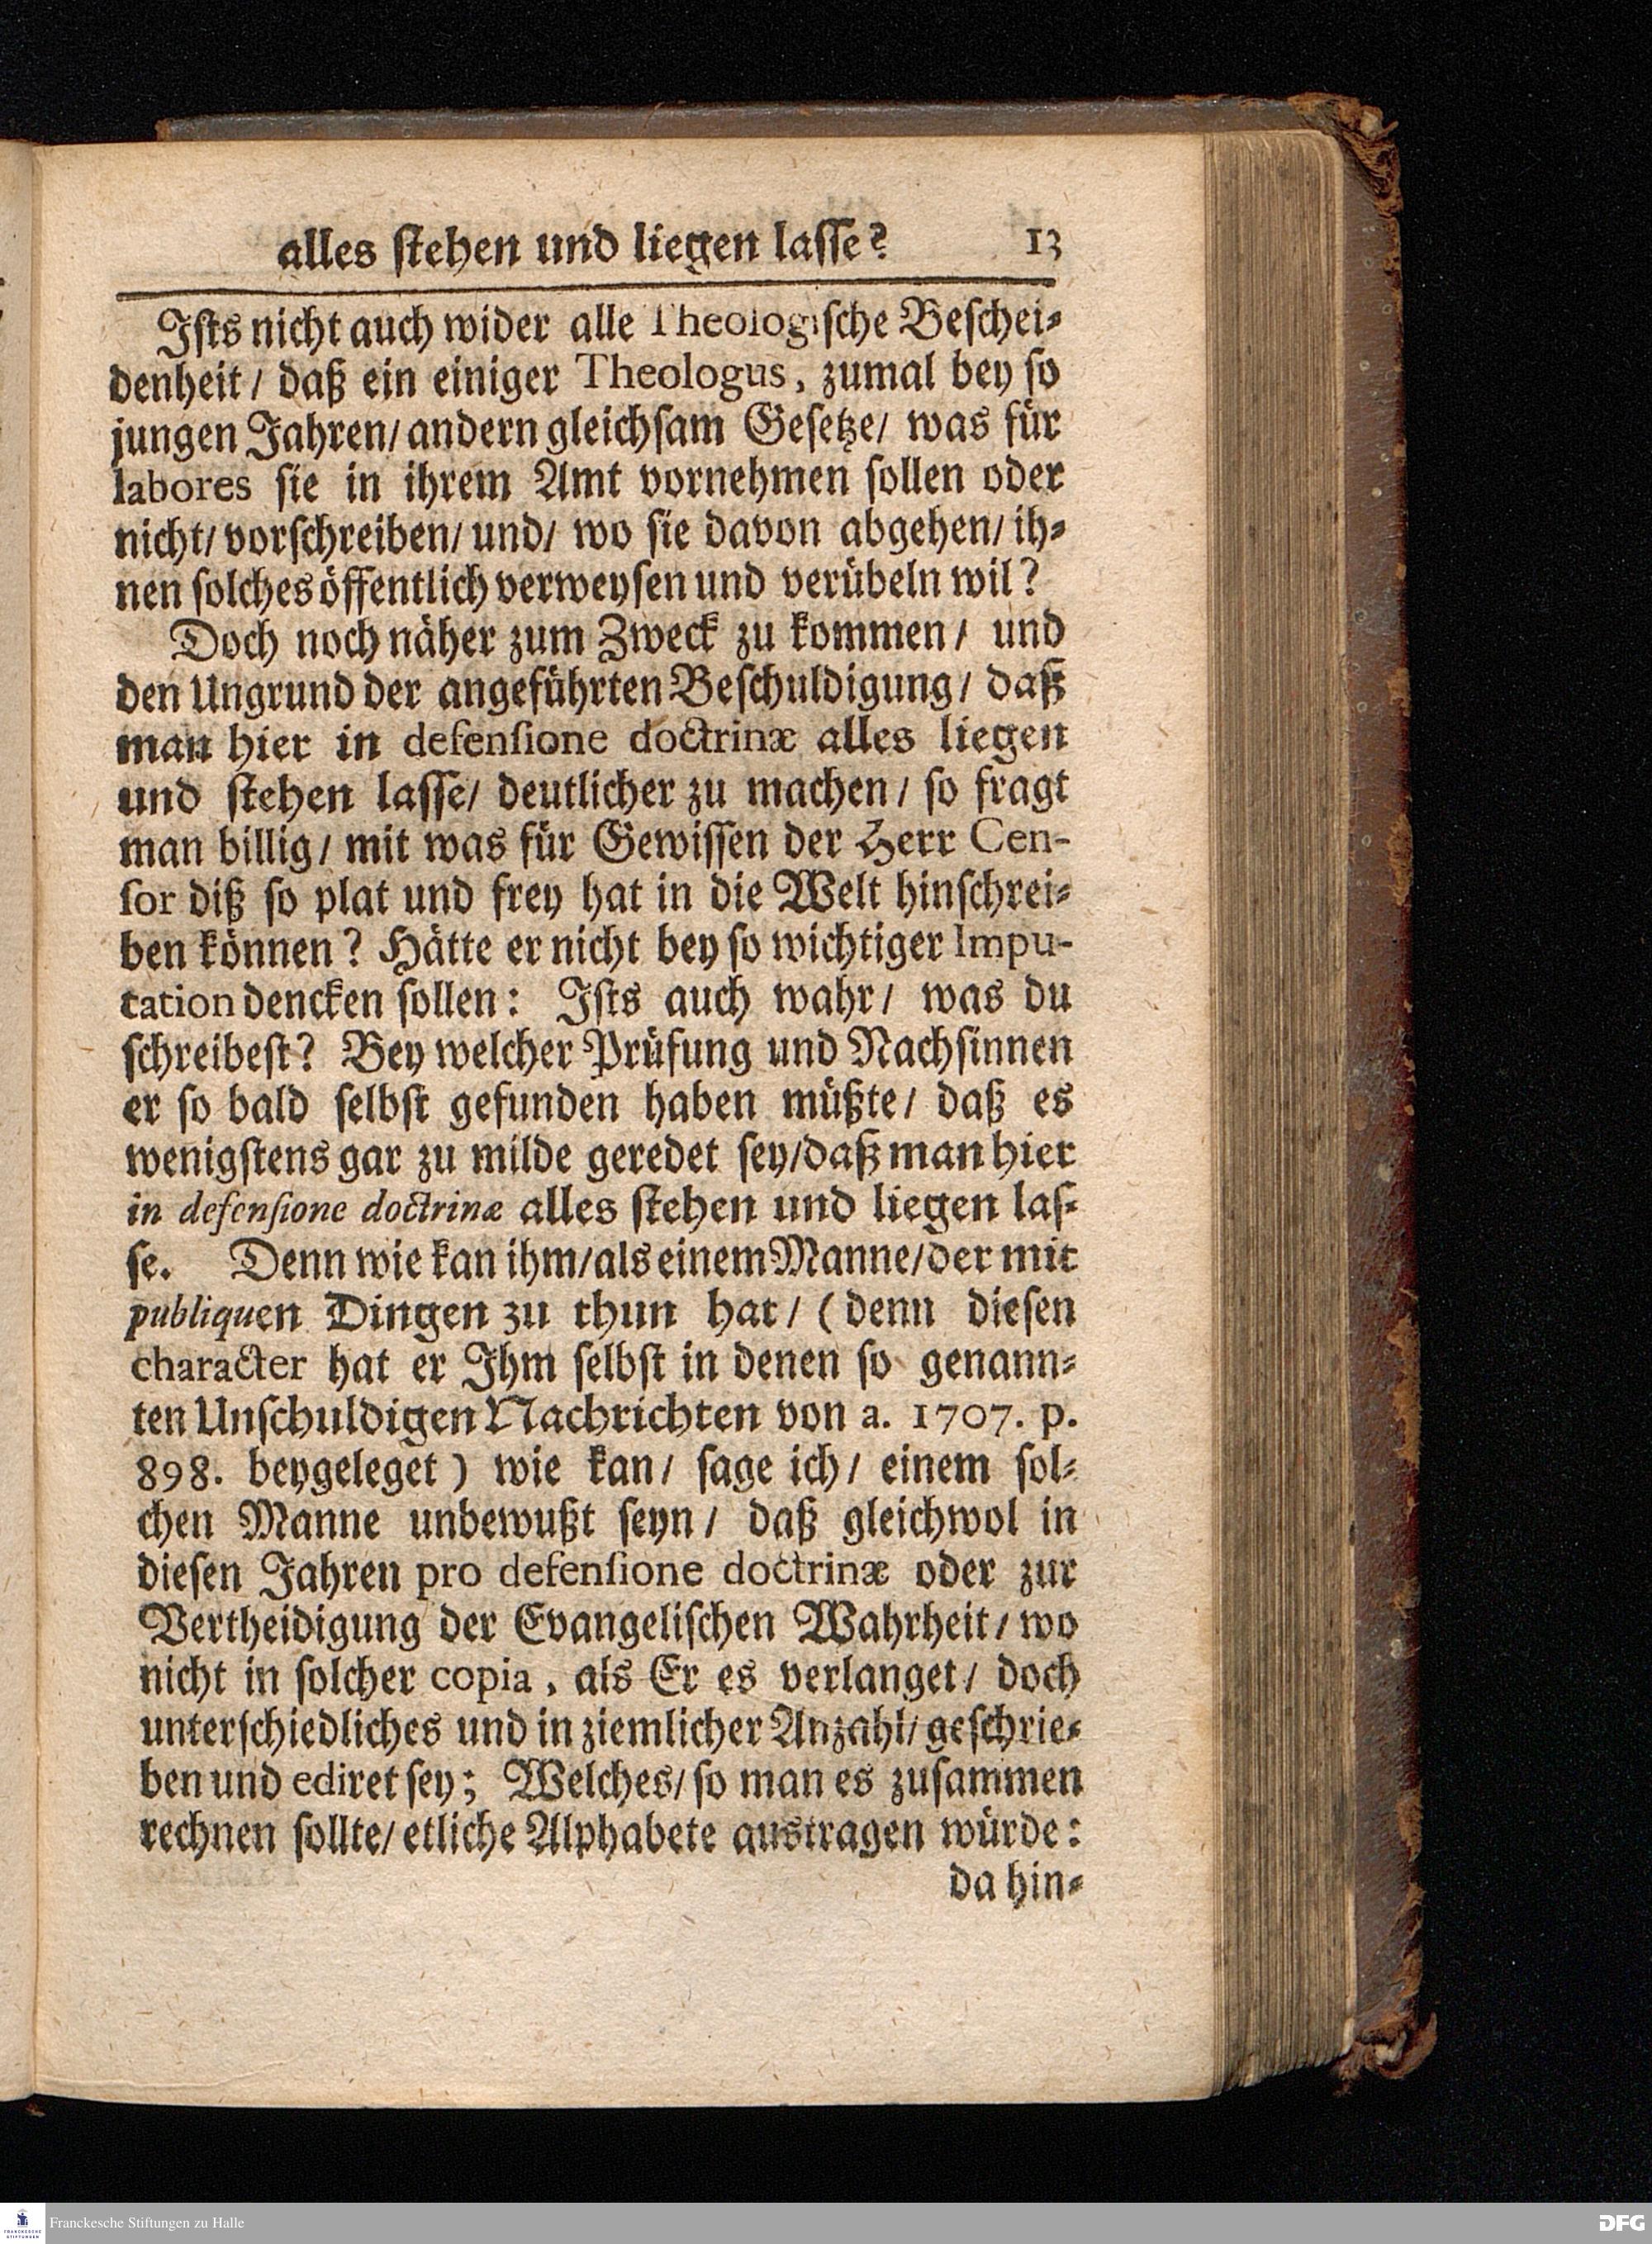 alles ſtehen und liegen laſſe? 13
Iſts nicht auch wider alle Theologiſche Beſchei⸗
denheit / daß ein einiger Theologus, zumal bey ſo
jungen Jahren/ andern gleichſam Geſetze/ was für
labores ſie in ihrem Amt vornehmen ſollen oder
nicht/ vorſchreiben/ und/ wo ſie davon abgehen/ ih⸗
nen ſolches öffentlich verweyſen und verübeln wil?
Doch noch näher zum Zweck zu kommen / und
den Ungrund der angeführten Beſchuldigung / daß
man hier in defenſione doctrinæ alles liegen
und ſtehen laſſe/ deutlicher zu machen / ſo fragt
man billig / mit was für Gewiſſen der Herr Cen-
ſor diß ſo plat und frey hat in die Welt hinſchrei⸗
ben können? Hätte er nicht bey ſo wichtiger Impu-
tation dencken ſollen: Iſts auch wahr / was du
ſchreibeſt? Bey welcher Prüfung und Nachſinnen
er ſo bald ſelbſt gefunden haben müßte / daß es
wenigſtens gar zu milde geredet ſey/daß man hier
in defenſione doctrinæ alles ſtehen und liegen laſ⸗
ſe. Denn wie kan ihm/als einem Manne/der mit
publiquen Dingen zu thun hat / (denn dieſen
character hat er Ihm ſelbſt in denen ſo genann⸗
ten Unſchuldigen Nachrichten von a. 1707. p.
898. beygeleget) wie kan / ſage ich / einem ſol⸗
chen Manne unbewußt ſeyn / daß gleichwol in
dieſen Jahren pro defenſione doctrinæ oder zur
Vertheidigung der Evangeliſchen Wahrheit / wo
nicht in ſolcher copia, als Er es verlanget / doch
unterſchiedliches und in ziemlicher Anzahl/ geſchrie⸗
ben und ediret ſey; Welches/ ſo man es zuſammen
rechnen ſollte/ etliche Alphabete austragen würde:
da hin⸗
FRANCKESCHE STIFTUNGEN
Franckesche Stiftungen zu Halle
DFG